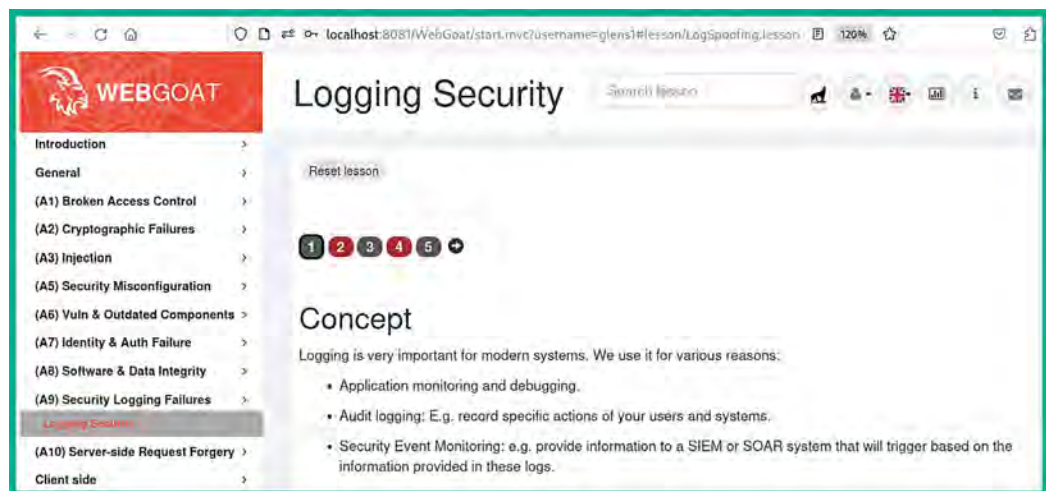 localhost:8081/WebGoat/start.mvc?username=glens1#lesson/LogSpoofing.lesson 120%
WEBGOAT
Logging Security
Search lesson
Introduction
General
(A1) Broken Access Control
(A2) Cryptographic Failures
(A3) Injection
(A5) Security Misconfiguration
(A6) Vuln & Outdated Components
(A7) Identity & Auth Failure
(A8) Software & Data Integrity
(A9) Security Logging Failures
Logging Security
(A10) Server-side Request Forgery
Client side
Reset lesson
1 2 3 4 5
Concept
Logging is very important for modern systems. We use it for various reasons:
• Application monitoring and debugging.
• Audit logging: E.g. record specific actions of your users and systems.
• Security Event Monitoring: e.g. provide information to a SIEM or SOAR system that will trigger based on the
information provided in these logs.